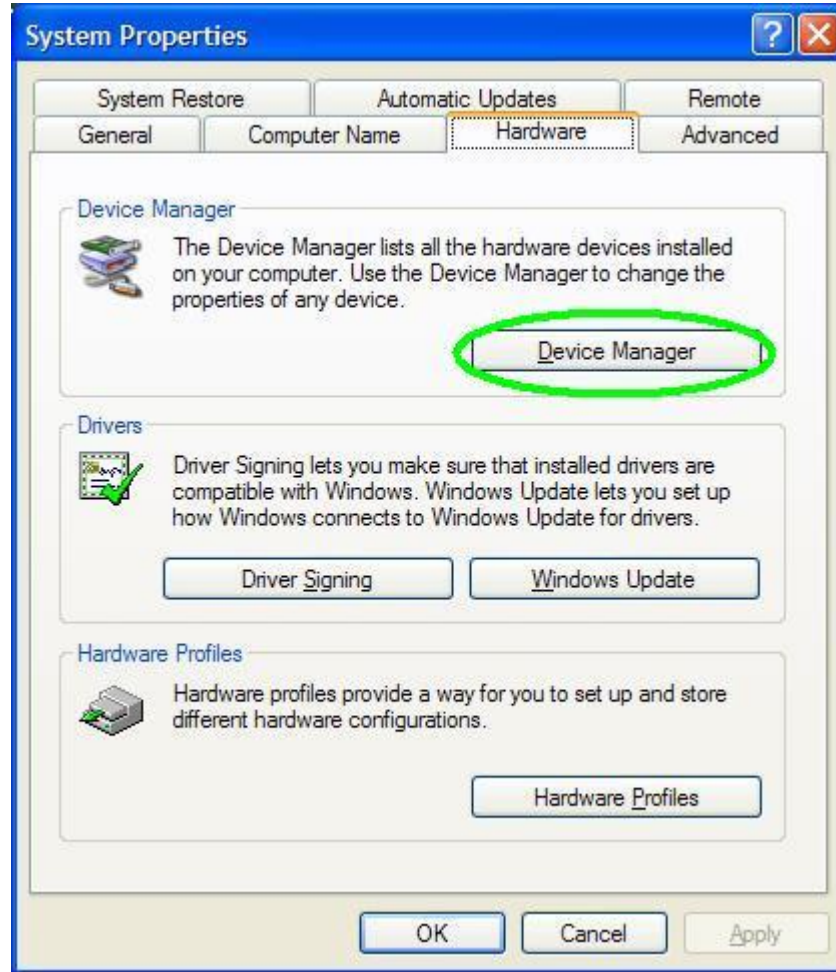 System Properties
System Restore
Automatic Updates
Remote
General
Computer Name
Hardware
Advanced
Device Manager
The Device Manager lists all the hardware devices installed
on your computer. Use the Device Manager to change the
properties of any device.
Device Manager
Drivers
Driver Signing lets you make sure that installed drivers are
compatible with Windows. Windows Update lets you set up
how Windows connects to Windows Update for drivers.
Driver Signing
Windows Update
Hardware Profiles
Hardware profiles provide a way for you to set up and store
different hardware configurations.
Hardware Profiles
OK
Cancel
Apply